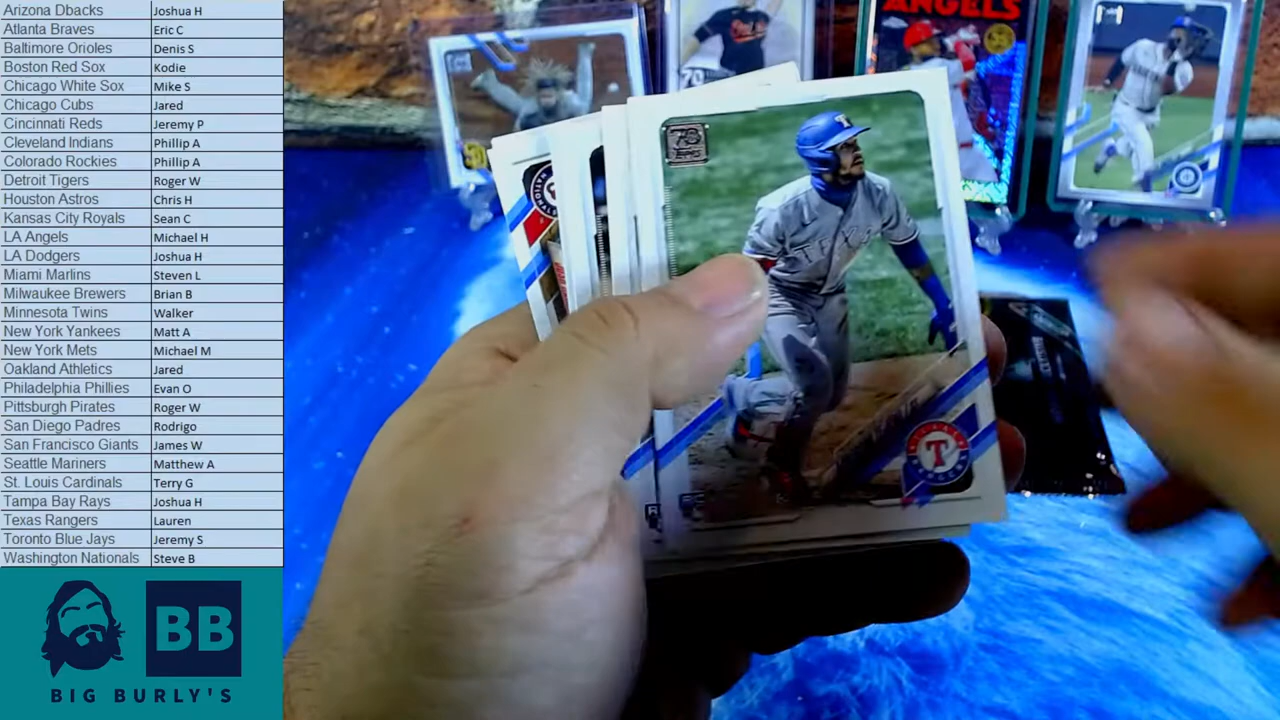 Arizona Dbacks Joshua H
Atlanta Braves Eric C
Baltimore Orioles Denis S
Boston Red Sox Kodie
Chicago White Sox Mike S
Chicago Cubs Jared
Cincinnati Reds Jeremy P
Cleveland Indians Phillip A
Colorado Rockies Phillip A
Detroit Tigers Roger W
Houston Astros Chris H
Kansas City Royals Sean C
LA Angels Michael H
LA Dodgers Joshua H
Miami Marlins Steven L
Milwaukee Brewers Brian B
Minnesota Twins Walker
New York Yankees Matt A
New York Mets Michael M
Oakland Athletics Jared
Philadelphia Phillies Evan O
Pittsburgh Pirates Roger W
San Diego Padres Rodrigo
San Francisco Giants James W
Seattle Mariners Matthew A
St. Louis Cardinals Terry G
Tampa Bay Rays Joshua H
Texas Rangers Lauren
Toronto Blue Jays Jeremy S
Washington Nationals Steve B
BB
BIG BURLY'S
ANGELS
70
T
TEXAS
T
RC